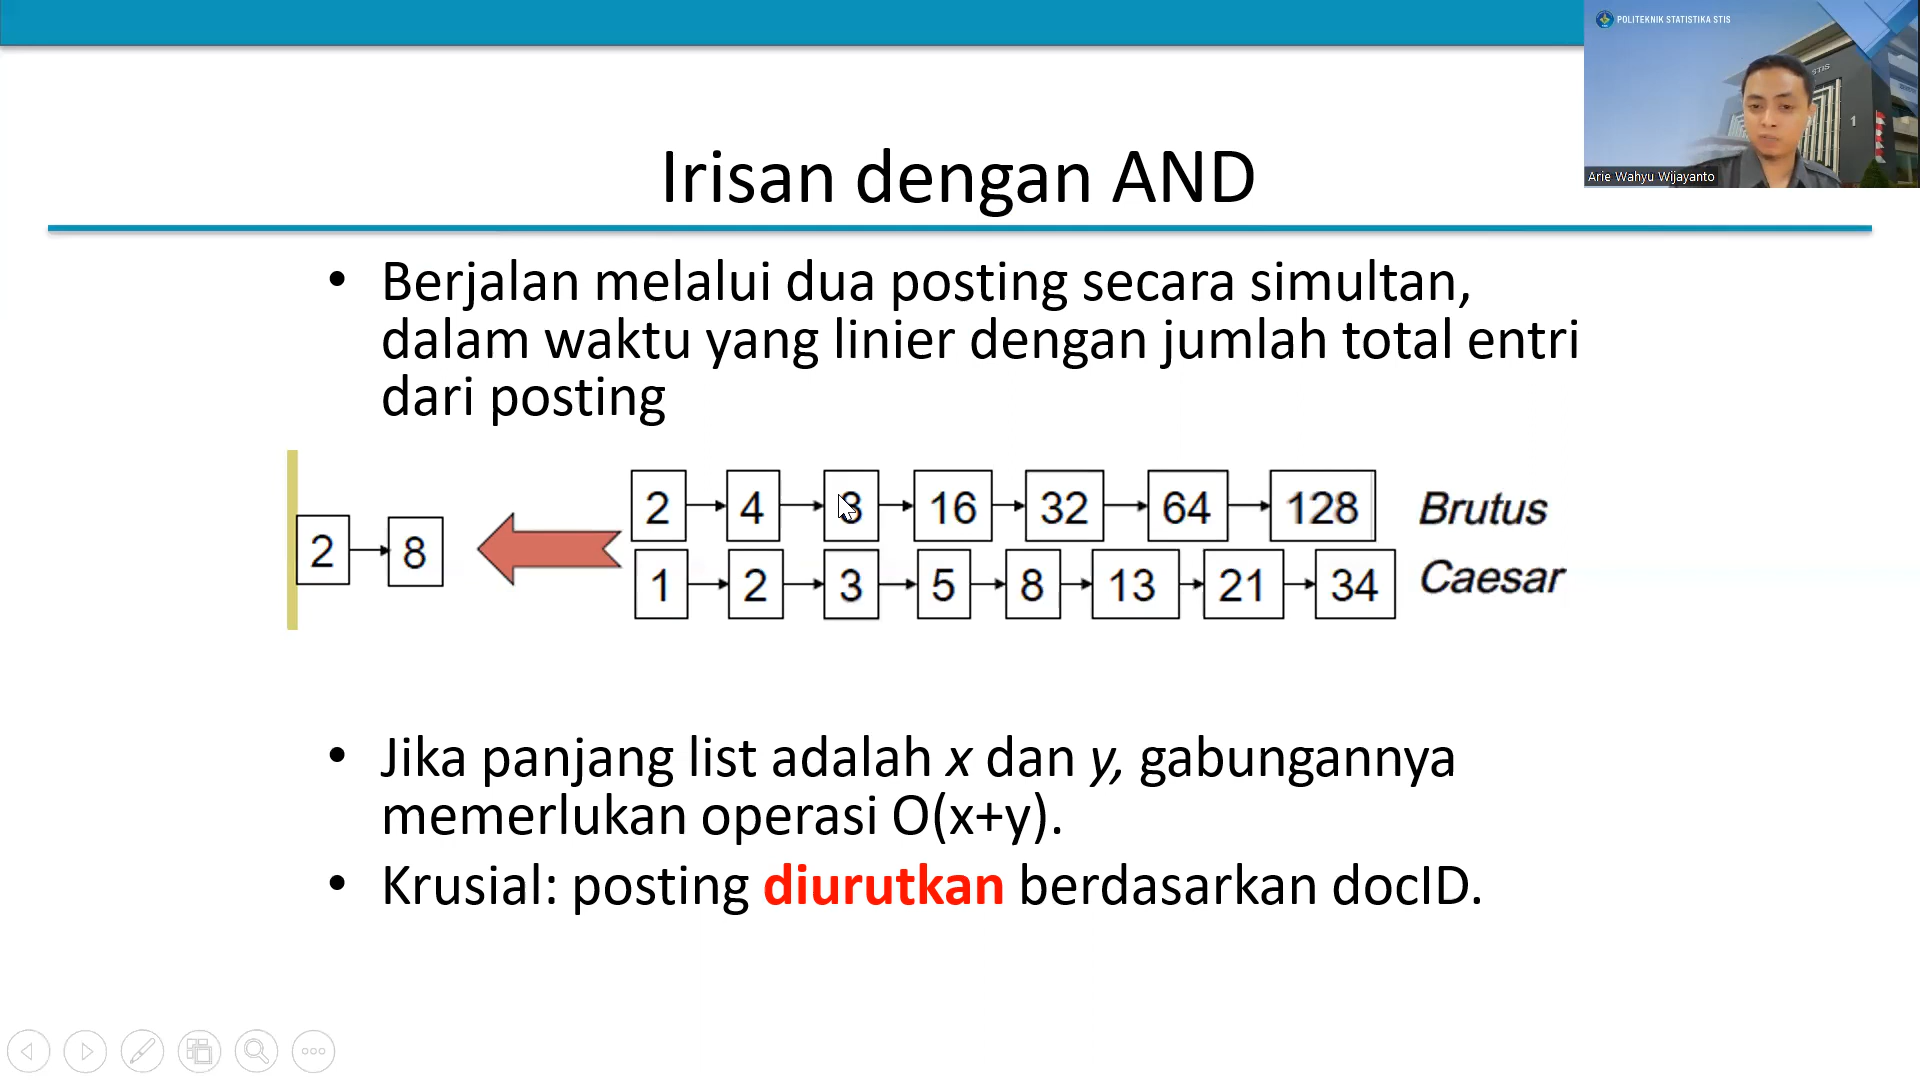 POLITEKNIK STATISTIKA STIS
STIS
1
Arie Wahyu Wijayanto
Irisan dengan AND
• Berjalan melalui dua posting secara simultan,
dalam waktu yang linier dengan jumlah total entri
dari posting
2 4 8 16 32 64 128 Brutus
2 8
1 2 3 5 8 13 21 34 Caesar
• Jika panjang list adalah x dan y, gabungannya
memerlukan operasi O(x+y).
• Krusial: posting diurutkan berdasarkan docID.